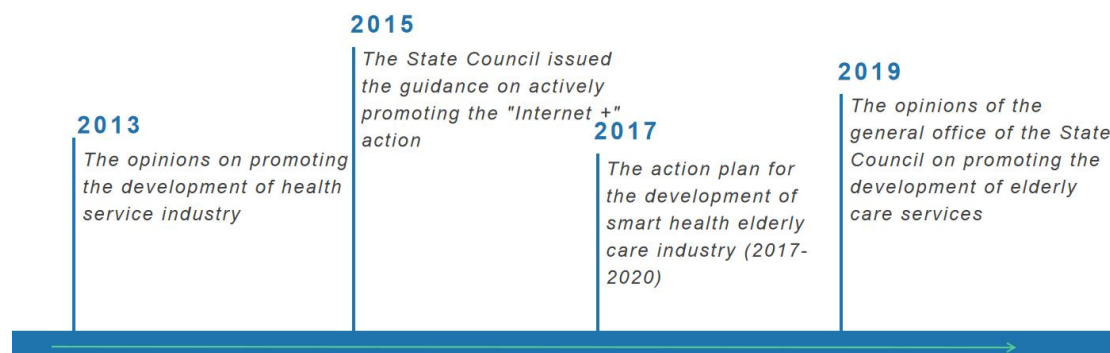 2013
The opinions on promoting
the development of health
service industry
2015
The State Council issued
the guidance on actively
promoting the "Internet +"
action
2017
The action plan for
the development of
smart health elderly
care industry (2017-
2020)
2019
The opinions of the
general office of the State
Council on promoting the
development of elderly
care services